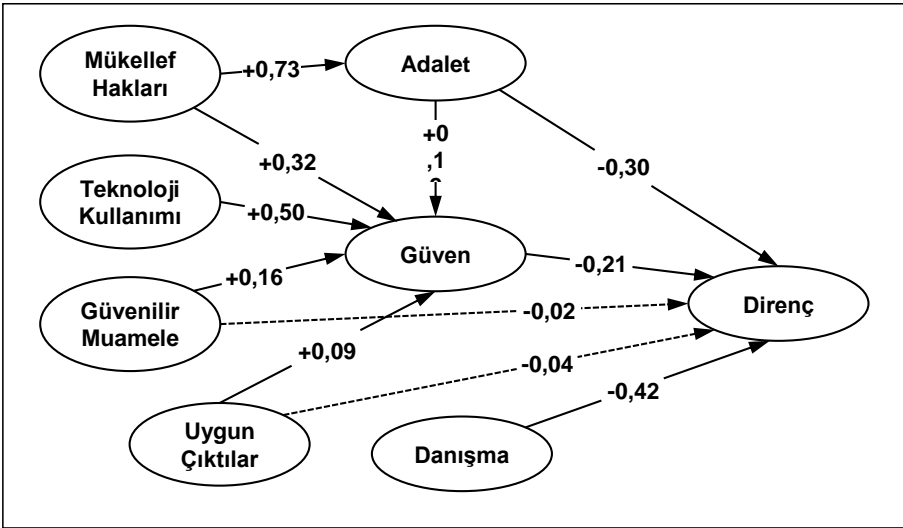 Mükellef
Hakları
+0,73
Adalet
+0
,1
+0,32
-0,30
Teknoloji
Kullanımı
+0,50
Güven
-0,21
+0,16
Güvenilir
Muamele
-0,02
Direnç
+0,09
-0,04
-0,42
Uygun
Çıktılar
Danışma